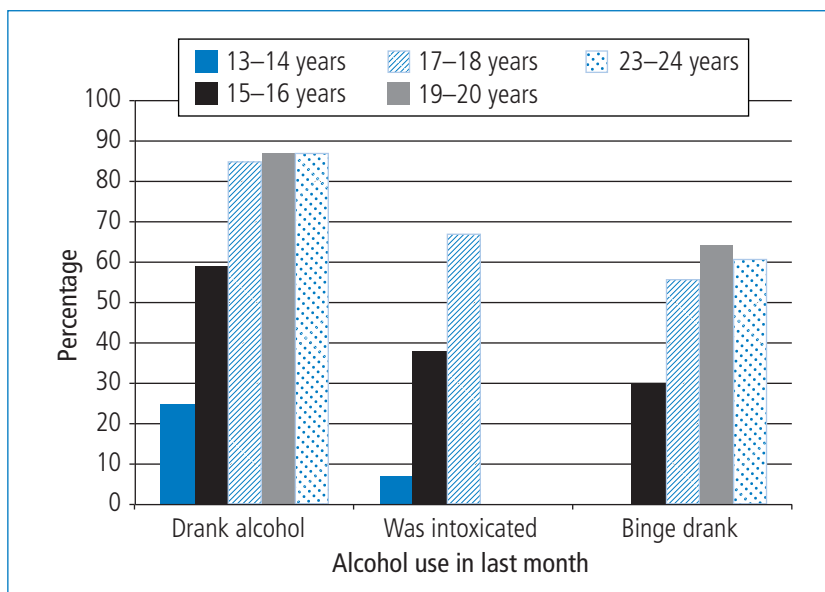 13–14 years 17–18 years 23–24 years
15–16 years 19–20 years
100
90
80
70
60
50
40
30
20
10
0
Percentage
Drank alcohol Was intoxicated Binge drank
Alcohol use in last month